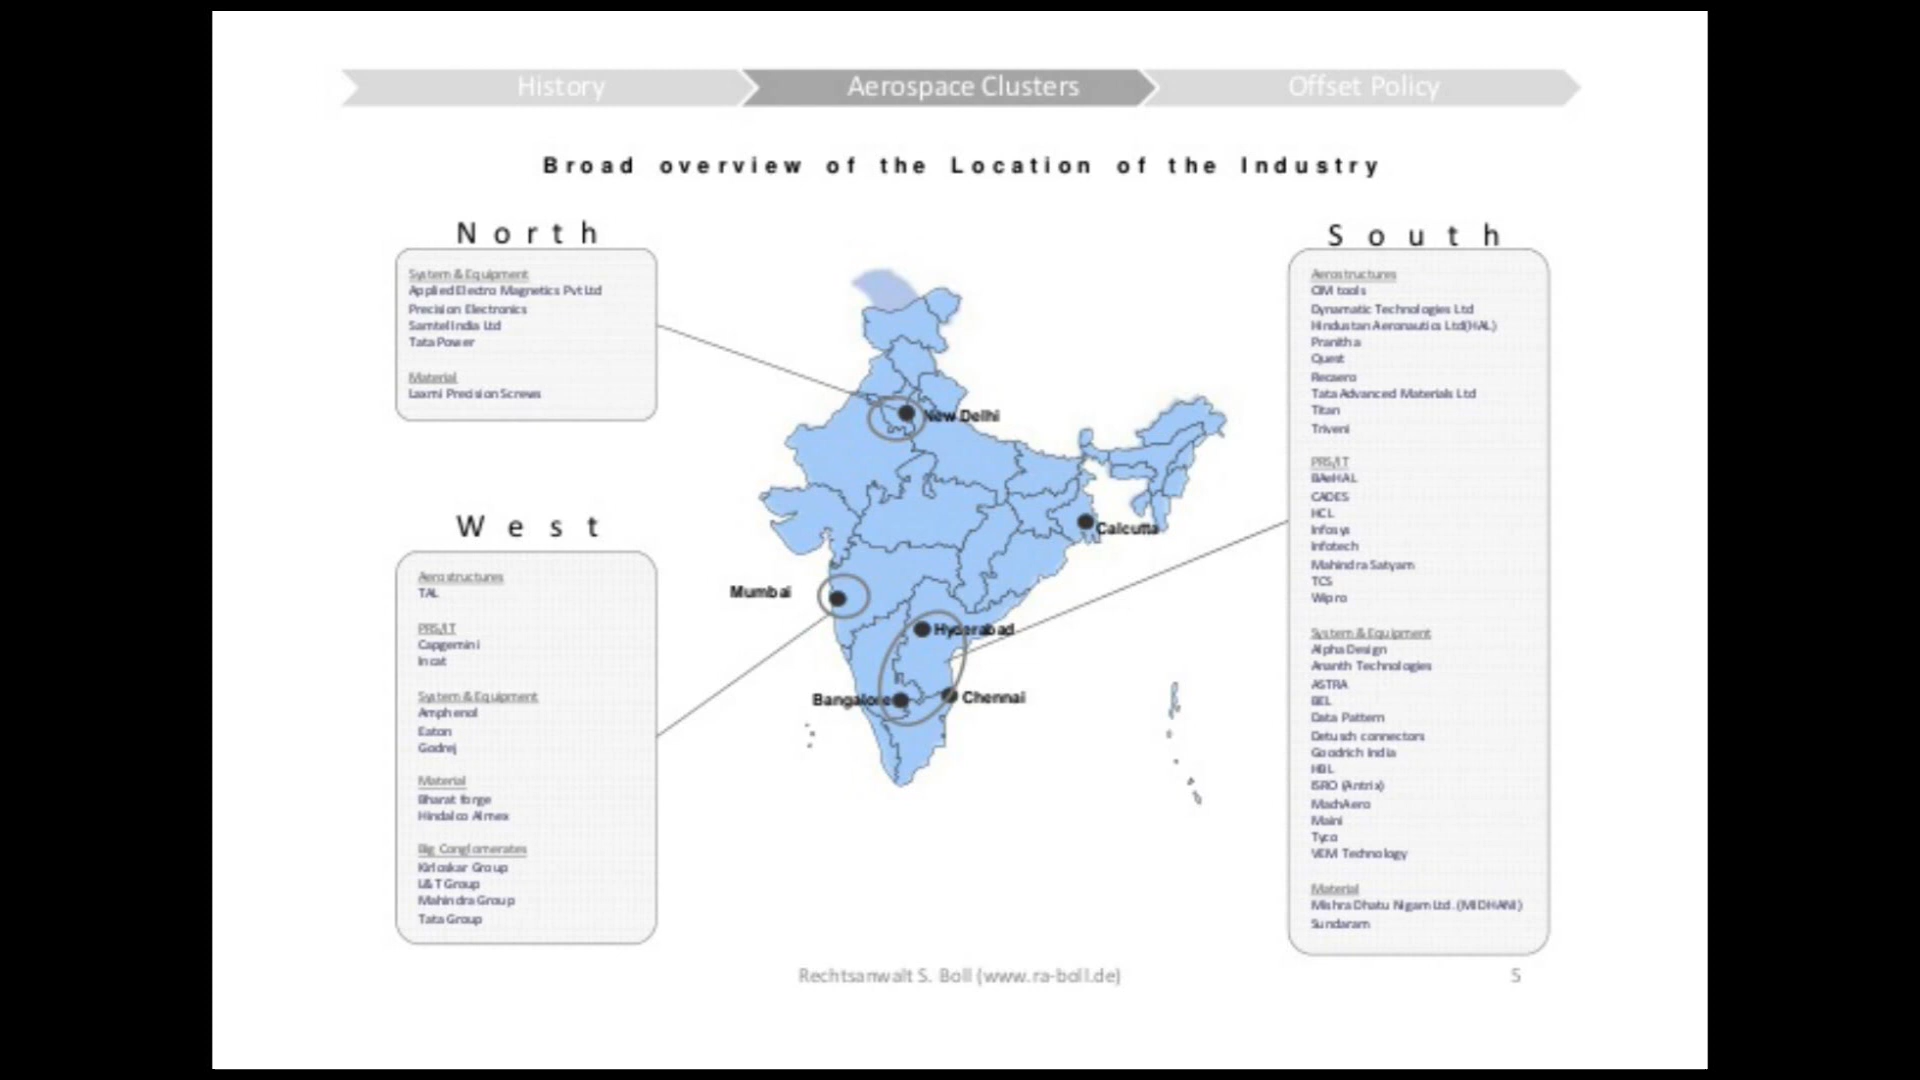 History
Aerospace Clusters
Offset Policy
Broad overview of the Location of the Industry
North
System & Equipment
Applied Electro Magnetics Pvt Ltd
Precision Electronics
Samtel India Ltd
Tata Power
Material
Laxmi Precision Screws
West
Aerostructures
TAL
PRS/IT
Capgemini
Incat
System & Equipment
Amphenol
Eaton
Godrej
Material
Bharat forge
Hindalco Almex
Big Conglomerates
Kirloskar Group
L&T Group
Mahindra Group
Tata Group
New Delhi
Calcutta
Mumbai
Hyderabad
Bangalore
Chennai
South
Aerostructures
CIM tools
Dynamatic Technologies Ltd
Hindustan Aeronautics Ltd(HAL)
Pranitha
Quest
Recaero
Tata Advanced Materials Ltd
Titan
Triveni
PRS/IT
BAeHAL
CADES
HCL
Infosys
Infotech
Mahindra Satyam
TCS
Wipro
System & Equipment
Alpha Design
Ananth Technologies
ASTRA
BEL
Data Pattern
Detusch connectors
Goodrich India
HBL
ISRO (Antrix)
MachAero
Maini
Tyco
VEM Technology
Material
Mishra Dhatu Nigam Ltd. (MIDHANI)
Sundaram
Rechtsanwalt S. Boll (www.ra-boll.de)
5